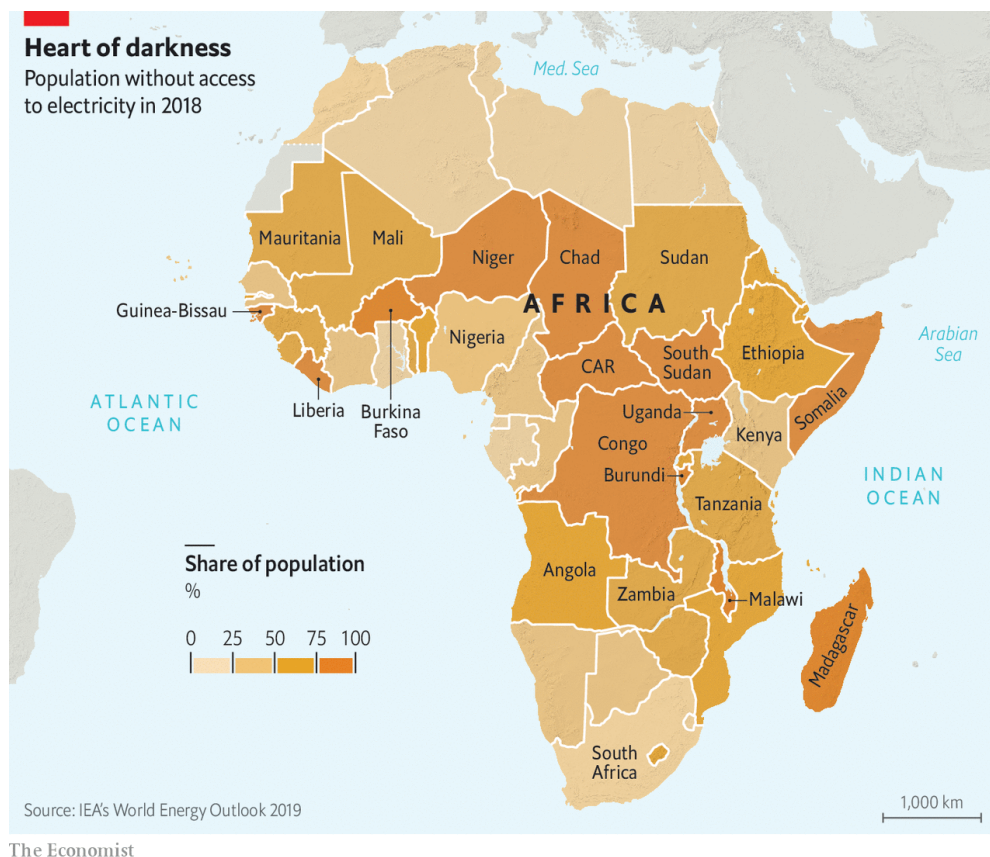 Heart of darkness
Population without access
to electricity in 2018
Med. Sea
Mauritania
Mali
Niger
Chad
Sudan
AFRICA
Guinea-Bissau
Nigeria
Arabian
Sea
Ethiopia
South
Sudan
CAR
ATLANTIC
OCEAN
Liberia
Burkina
Faso
Uganda
Somalia
Kenya
Congo
Burundi
INDIAN
OCEAN
Tanzania
Share of population
%
0 25 50 75 100
Angola
Zambia
Malawi
Madagascar
South
Africa
Source: IEA’s World Energy Outlook 2019
1,000 km
The Economist